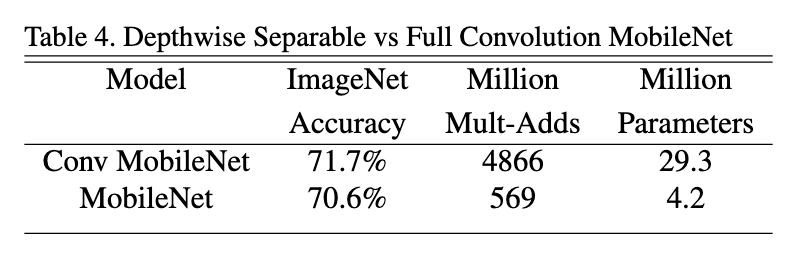 Table 4. Depthwise Separable vs Full Convolution MobileNet
Model ImageNet Million Million
Accuracy Mult-Adds Parameters
Conv MobileNet 71.7% 4866 29.3
MobileNet 70.6% 569 4.2